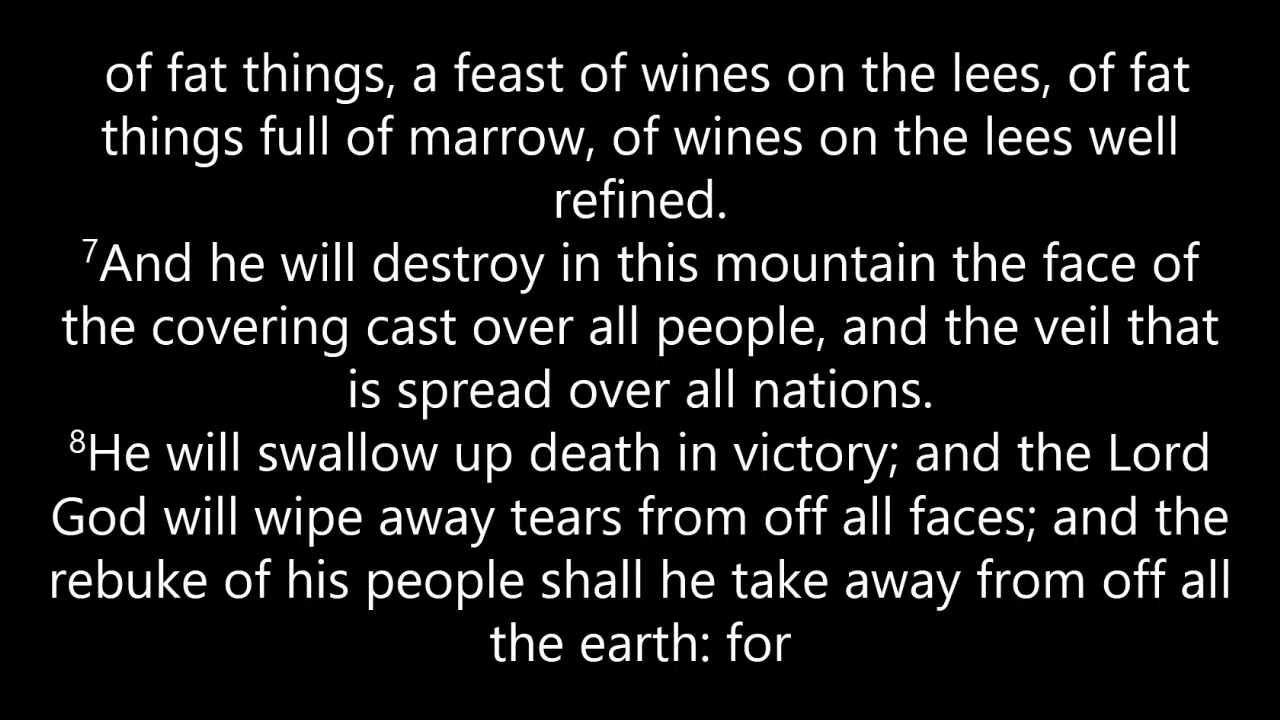 of fat things, a feast of wines on the lees, of fat
things full of marrow, of wines on the lees well
refined.
⁷And he will destroy in this mountain the face of
the covering cast over all people, and the veil that
is spread over all nations.
⁸He will swallow up death in victory; and the Lord
God will wipe away tears from off all faces; and the
rebuke of his people shall he take away from off all
the earth: for